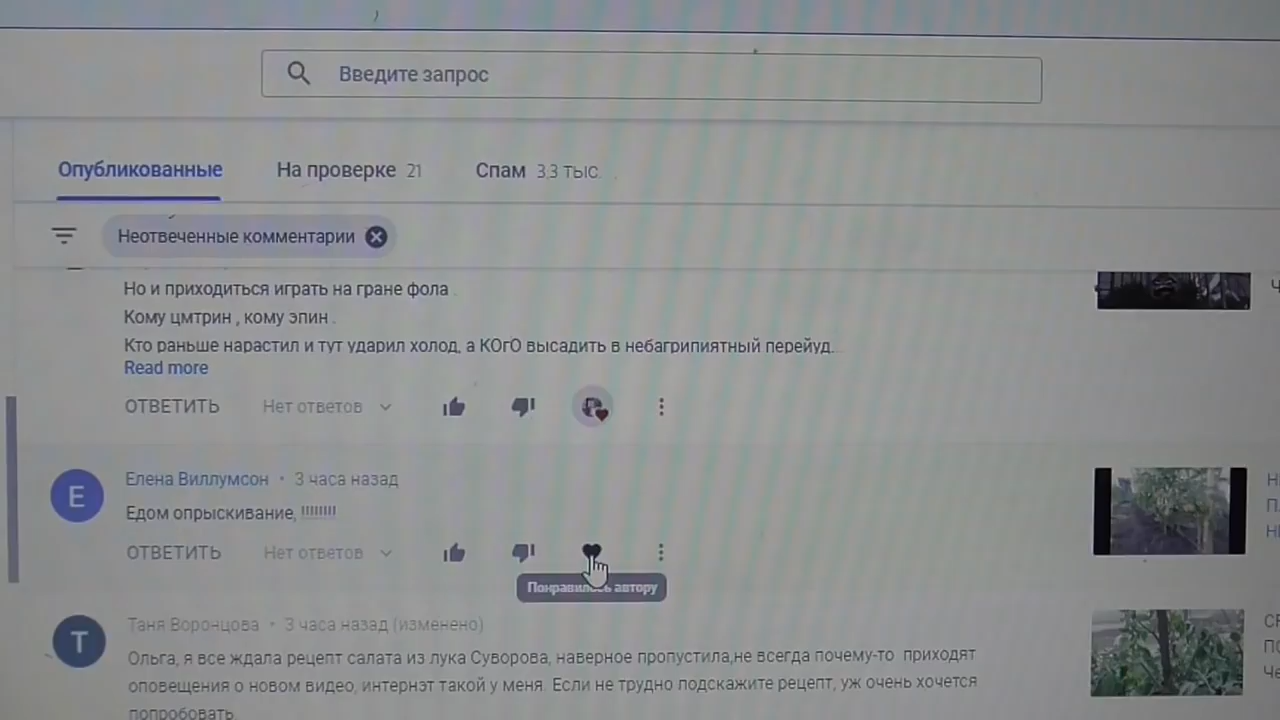 Введите запрос
Опубликованные На проверке 21 Спам 3,3 тыс.
Неотвеченные комментарии
Но и приходиться играть на гране фола .
Кому цмтрин , кому эпин .
Кто раньше нарастил и тут ударил холод, а КОгО высадить в небагрипиятный перейуд.
Read more
ОТВЕТИТЬ Нет ответов
Елена Виллумсон • 3 часа назад
Е
Едом опрыскивание, !!!!!!!!
ОТВЕТИТЬ Нет ответов
Понравилось автору
Таня Воронцова • 3 часа назад (изменено)
Т
Ольга, я все ждала рецепт салата из лука Суворова, наверное пропустила,не всегда почему-то приходят
оповещения о новом видео, интернэт такой у меня. Если не трудно подскажите рецепт, уж очень хочется
попробовать